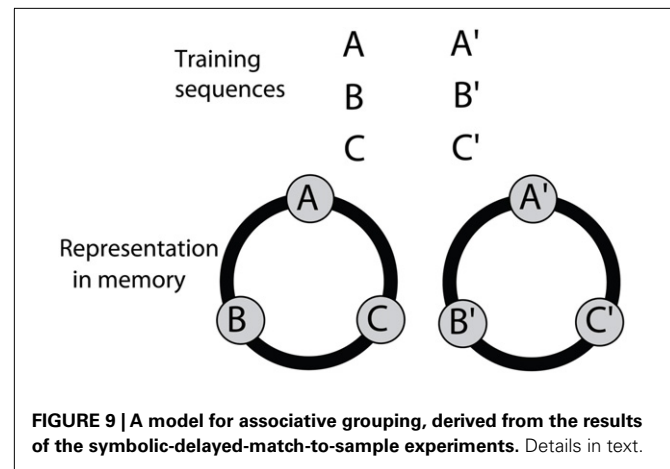 Training
sequences
A A'
B B'
C C'
A A'
Representation
in memory
B C B' C'
FIGURE 9 | A model for associative grouping, derived from the results
of the symbolic-delayed-match-to-sample experiments. Details in text.